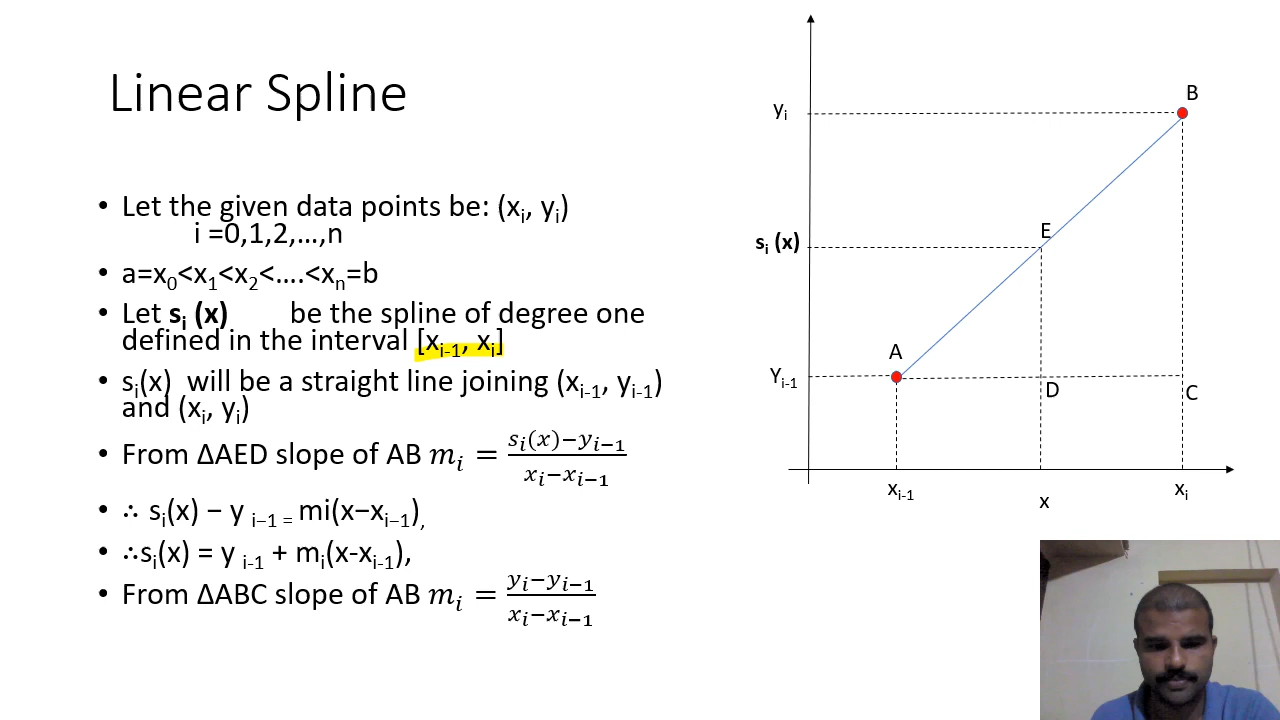 Linear Spline
• Let the given data points be: (xᵢ, yᵢ)
i =0,1,2,...,n
• a=x₀<x₁<x₂<....<xₙ=b
• Let sᵢ (x) be the spline of degree one
defined in the interval [xᵢ₋₁, xᵢ]
• sᵢ(x) will be a straight line joining (xᵢ₋₁, yᵢ₋₁)
and (xᵢ, yᵢ)
• From ΔAED slope of AB 𝑚ᵢ = (𝑠ᵢ(𝑥)−𝑦ᵢ₋₁)/(𝑥ᵢ−𝑥ᵢ₋₁)
• ∴ sᵢ(x) − y ᵢ₋₁ ₌ mi(x−xᵢ₋₁),
• ∴sᵢ(x) = y ᵢ₋₁ + mᵢ(x-xᵢ₋₁),
• From ΔABC slope of AB 𝑚ᵢ = (𝑦ᵢ−𝑦ᵢ₋₁)/(𝑥ᵢ−𝑥ᵢ₋₁)
B
yᵢ
E
sᵢ (x)
A
Yᵢ₋₁
D
C
xᵢ₋₁
x
xᵢ